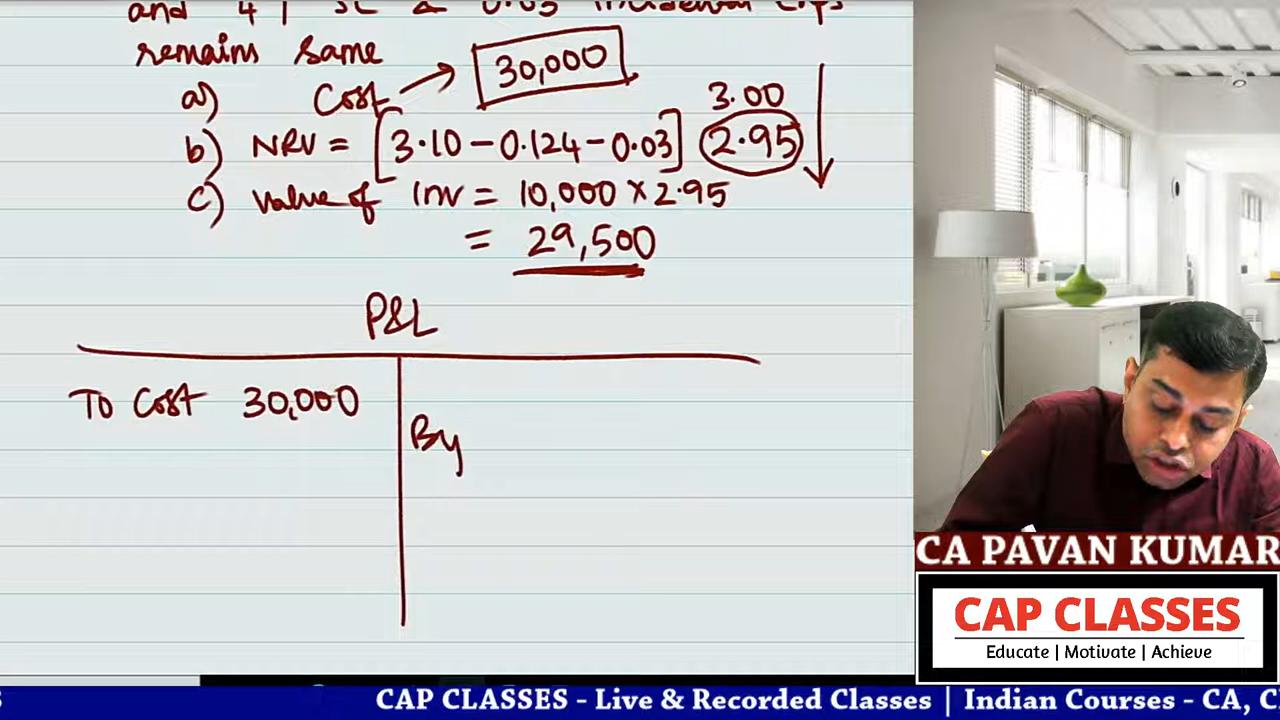 and 4%
remains same
a) Cost → 30,000
3.00
b) NRV = [3.10 - 0.124 - 0.03] 2.95
c) value of Inv = 10,000 × 2.95
= 29,500
P&L
To Cost 30,000
By
CA PAVAN KUMAR
CAP CLASSES
Educate | Motivate | Achieve
CAP CLASSES - Live & Recorded Classes | Indian Courses - CA, C